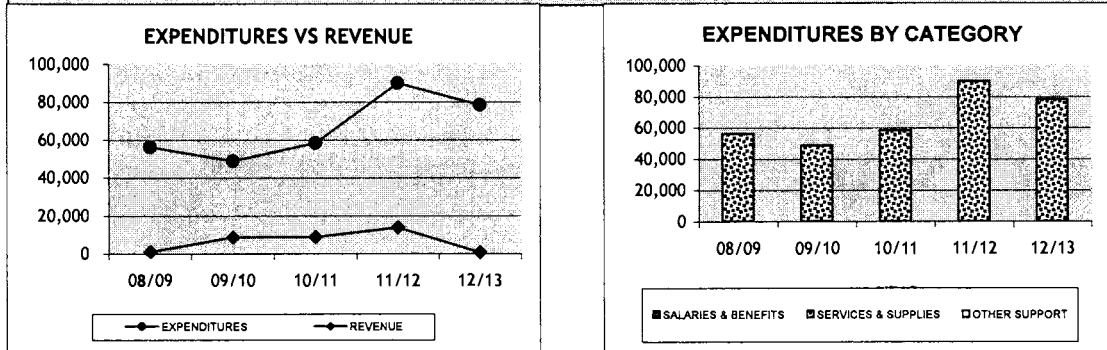 EXPENDITURES VS REVENUE
100,000
80,000
60,000
40,000
20,000
0
08/09 09/10 10/11 11/12 12/13
EXPENDITURES REVENUE
EXPENDITURES BY CATEGORY
100,000
80,000
60,000
40,000
20,000
0
08/09 09/10 10/11 11/12 12/13
SALARIES & BENEFITS SERVICES & SUPPLIES OTHER SUPPORT